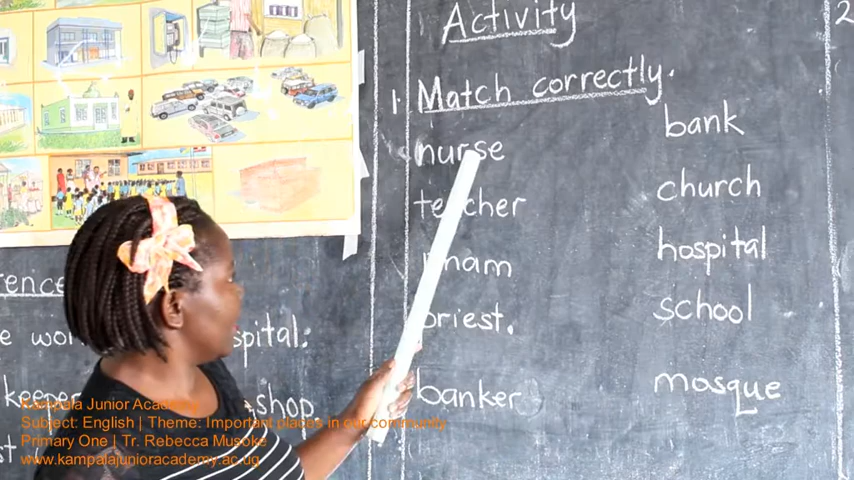 Activity
2
1. Match correctly.
nurse bank
teacher church
imam hospital
priest. school
banker mosque
hospital.
shop
Kampala Junior Academy
Subject: English | Theme: Important places in our community
Primary One | Tr. Rebecca Musoke
www.kampalajunioracademy.ac.ug